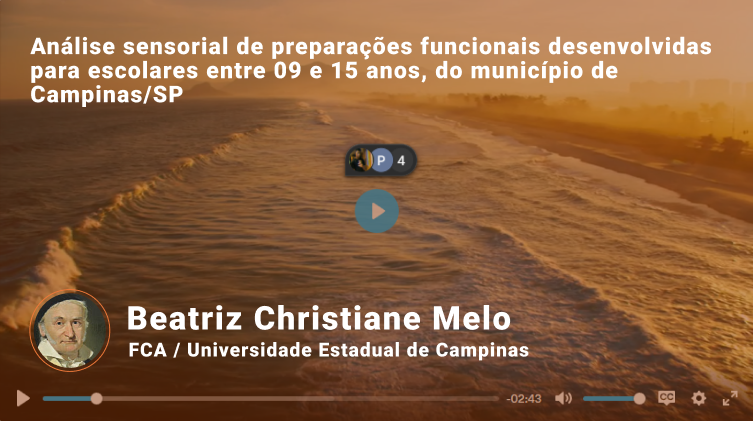 Análise sensorial de preparações funcionais desenvolvidas
para escolares entre 09 e 15 anos, do município de
Campinas/SP
P 4
Beatriz Christiane Melo
FCA / Universidade Estadual de Campinas
-02:43
CC